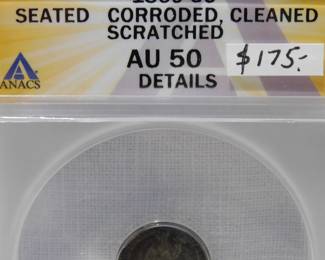 SEATED CORRODED, CLEANED
SCRATCHED
AU 50
DETAILS
$175.-
ANACS